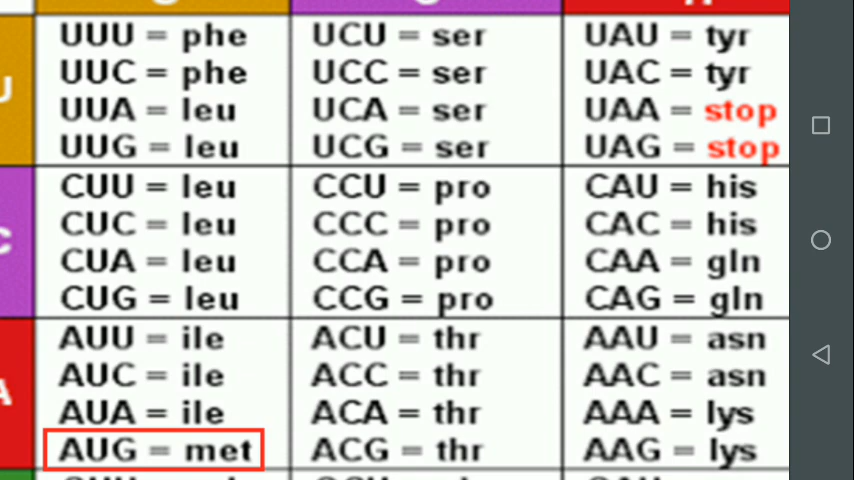 UUU = phe UCU = ser UAU = tyr
UUC = phe UCC = ser UAC = tyr
UUA = leu UCA = ser UAA = stop
UUG = leu UCG = ser UAG = stop
U
CUU = leu CCU = pro CAU = his
CUC = leu CCC = pro CAC = his
CUA = leu CCA = pro CAA = gln
CUG = leu CCG = pro CAG = gln
C
AUU = ile ACU = thr AAU = asn
AUC = ile ACC = thr AAC = asn
AUA = ile ACA = thr AAA = lys
AUG = met ACG = thr AAG = lys
A